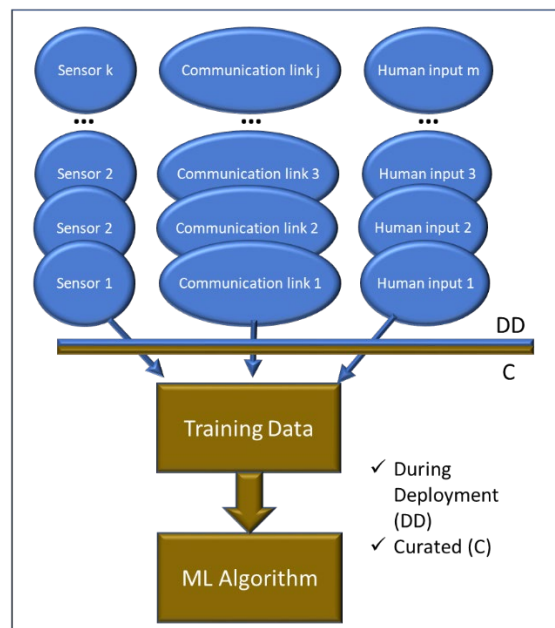 Sensor k
Communication link j
Human input m
...
...
...
Sensor 2
Communication link 3
Human input 3
Sensor 2
Communication link 2
Human input 2
Sensor 1
Communication link 1
Human input 1
DD
C
Training Data
✓ During
Deployment
(DD)
✓ Curated (C)
ML Algorithm